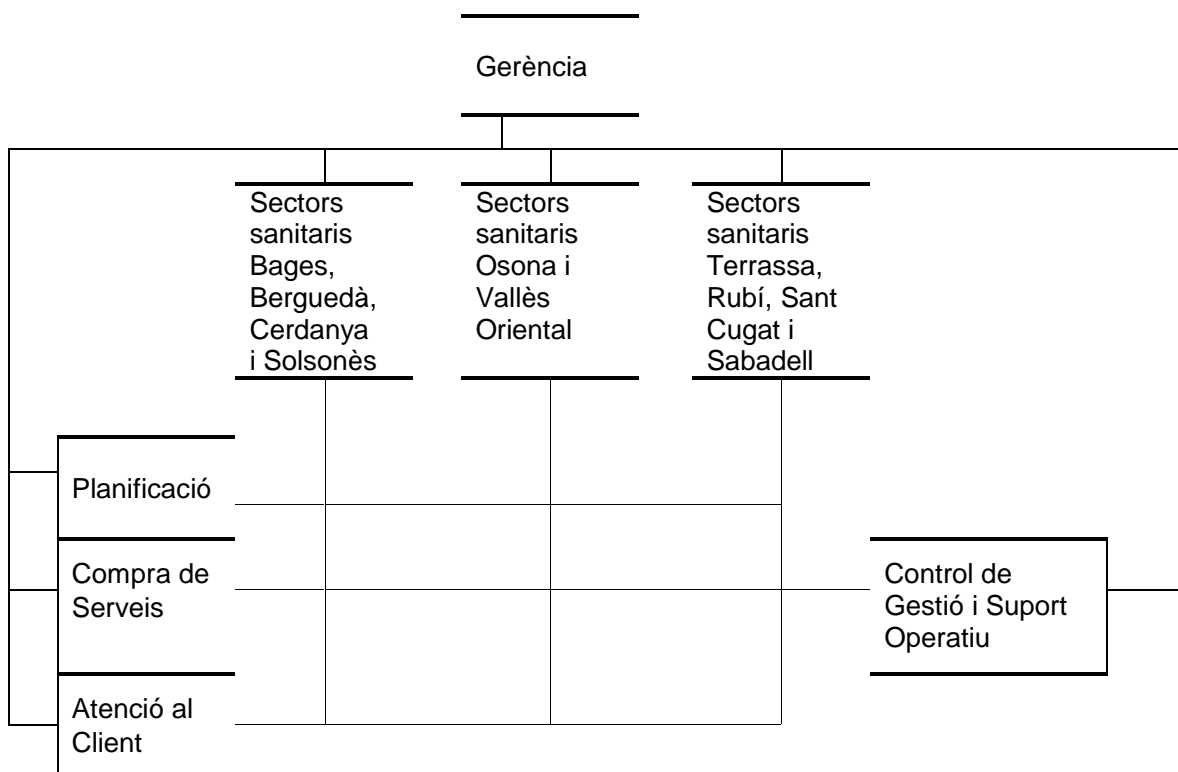 Gerència
Sectors
sanitaris
Bages,
Berguedà,
Cerdanya
i Solsonès
Sectors
sanitaris
Osona i
Vallès
Oriental
Sectors
sanitaris
Terrassa,
Rubí, Sant
Cugat i
Sabadell
Planificació
Compra de
Serveis
Control de
Gestió i Suport
Operatiu
Atenció al
Client